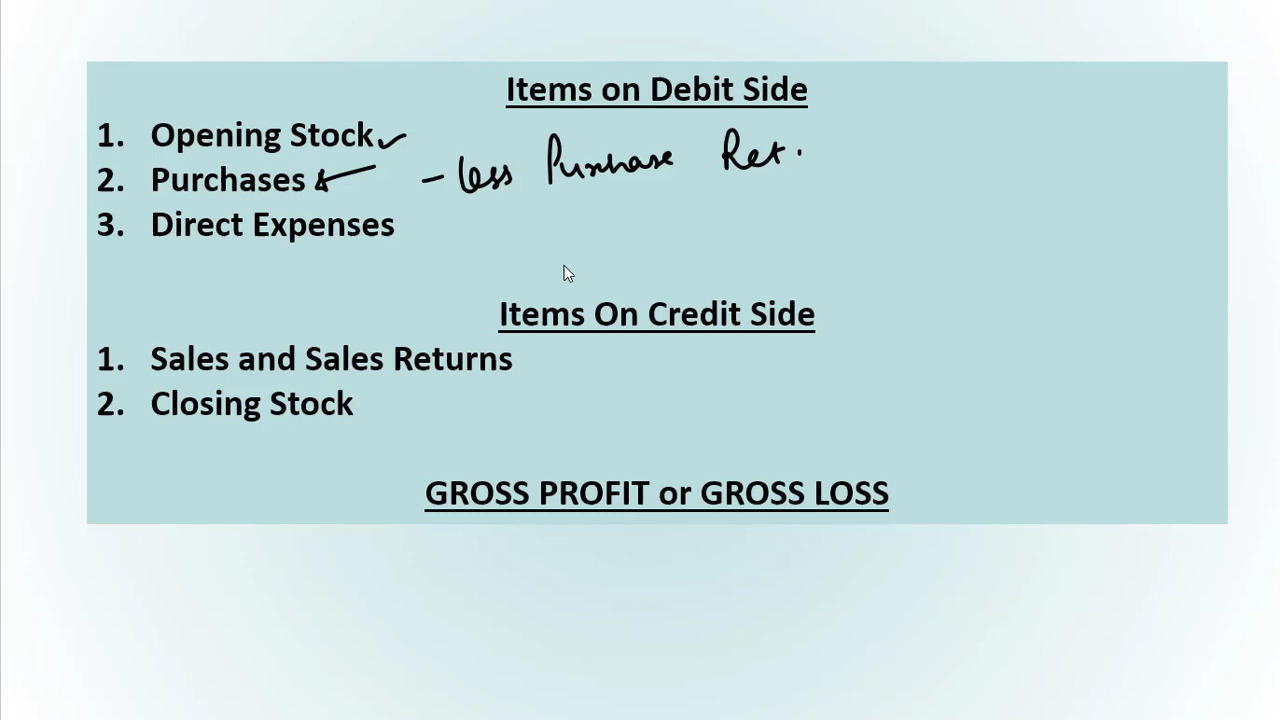 Items on Debit Side
1. Opening Stock
2. Purchases - less Purchase Ret.
3. Direct Expenses
Items On Credit Side
1. Sales and Sales Returns
2. Closing Stock
GROSS PROFIT or GROSS LOSS